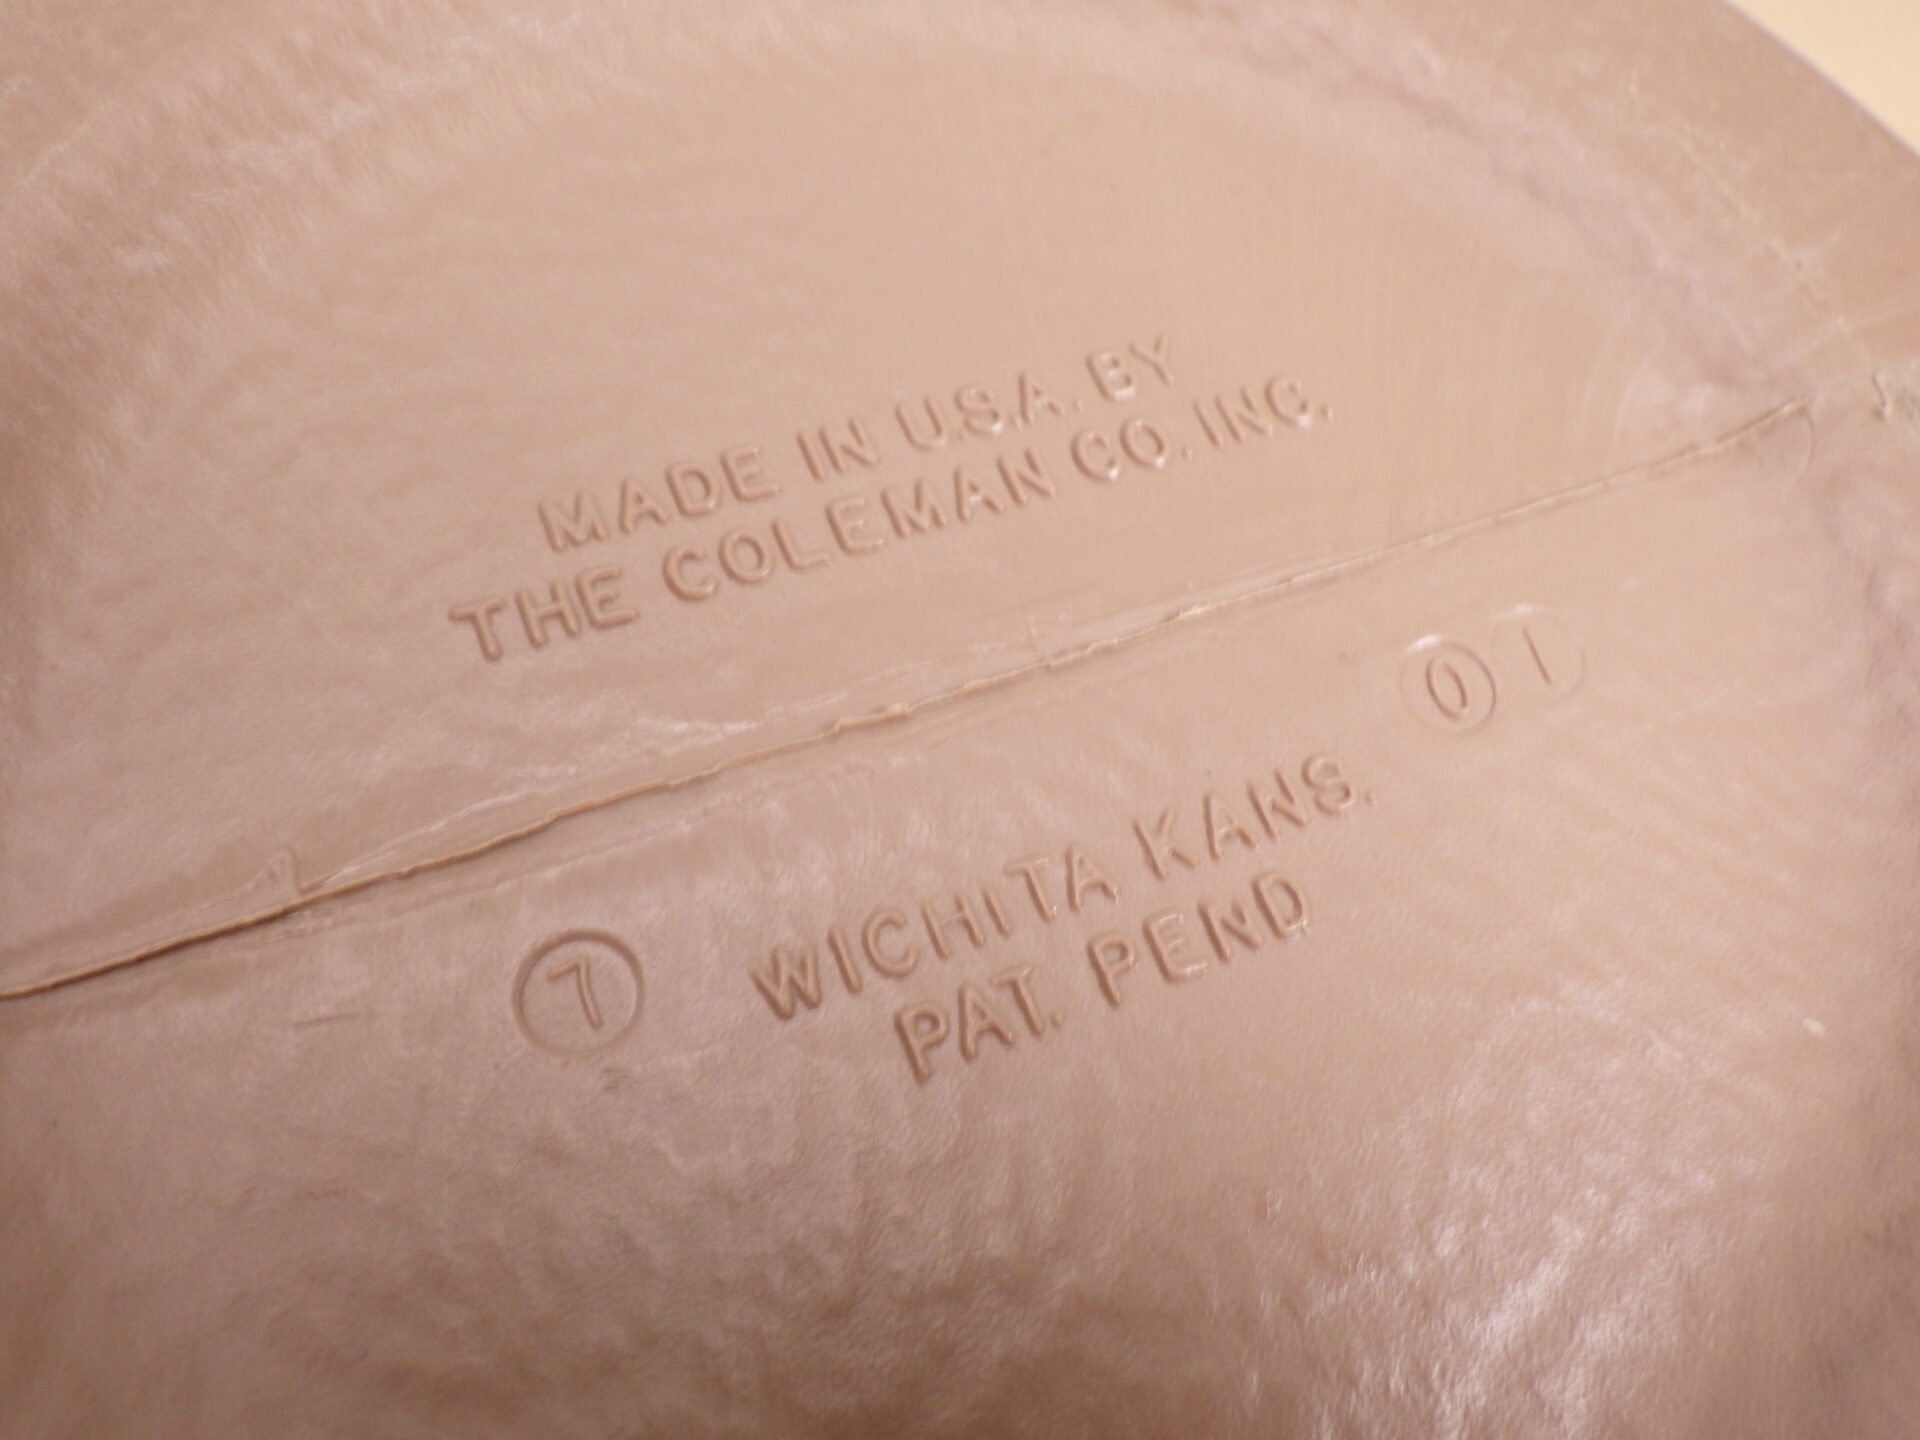 MADE IN U.S.A. BY
THE COLEMAN CO. INC.
0 1
7
WICHITA KANS.
PAT. PEND